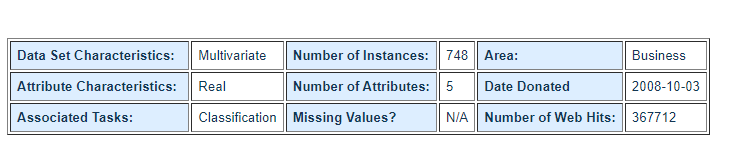 Data Set Characteristics: Multivariate Number of Instances: 748 Area: Business
Attribute Characteristics: Real Number of Attributes: 5 Date Donated 2008-10-03
Associated Tasks: Classification Missing Values? N/A Number of Web Hits: 367712